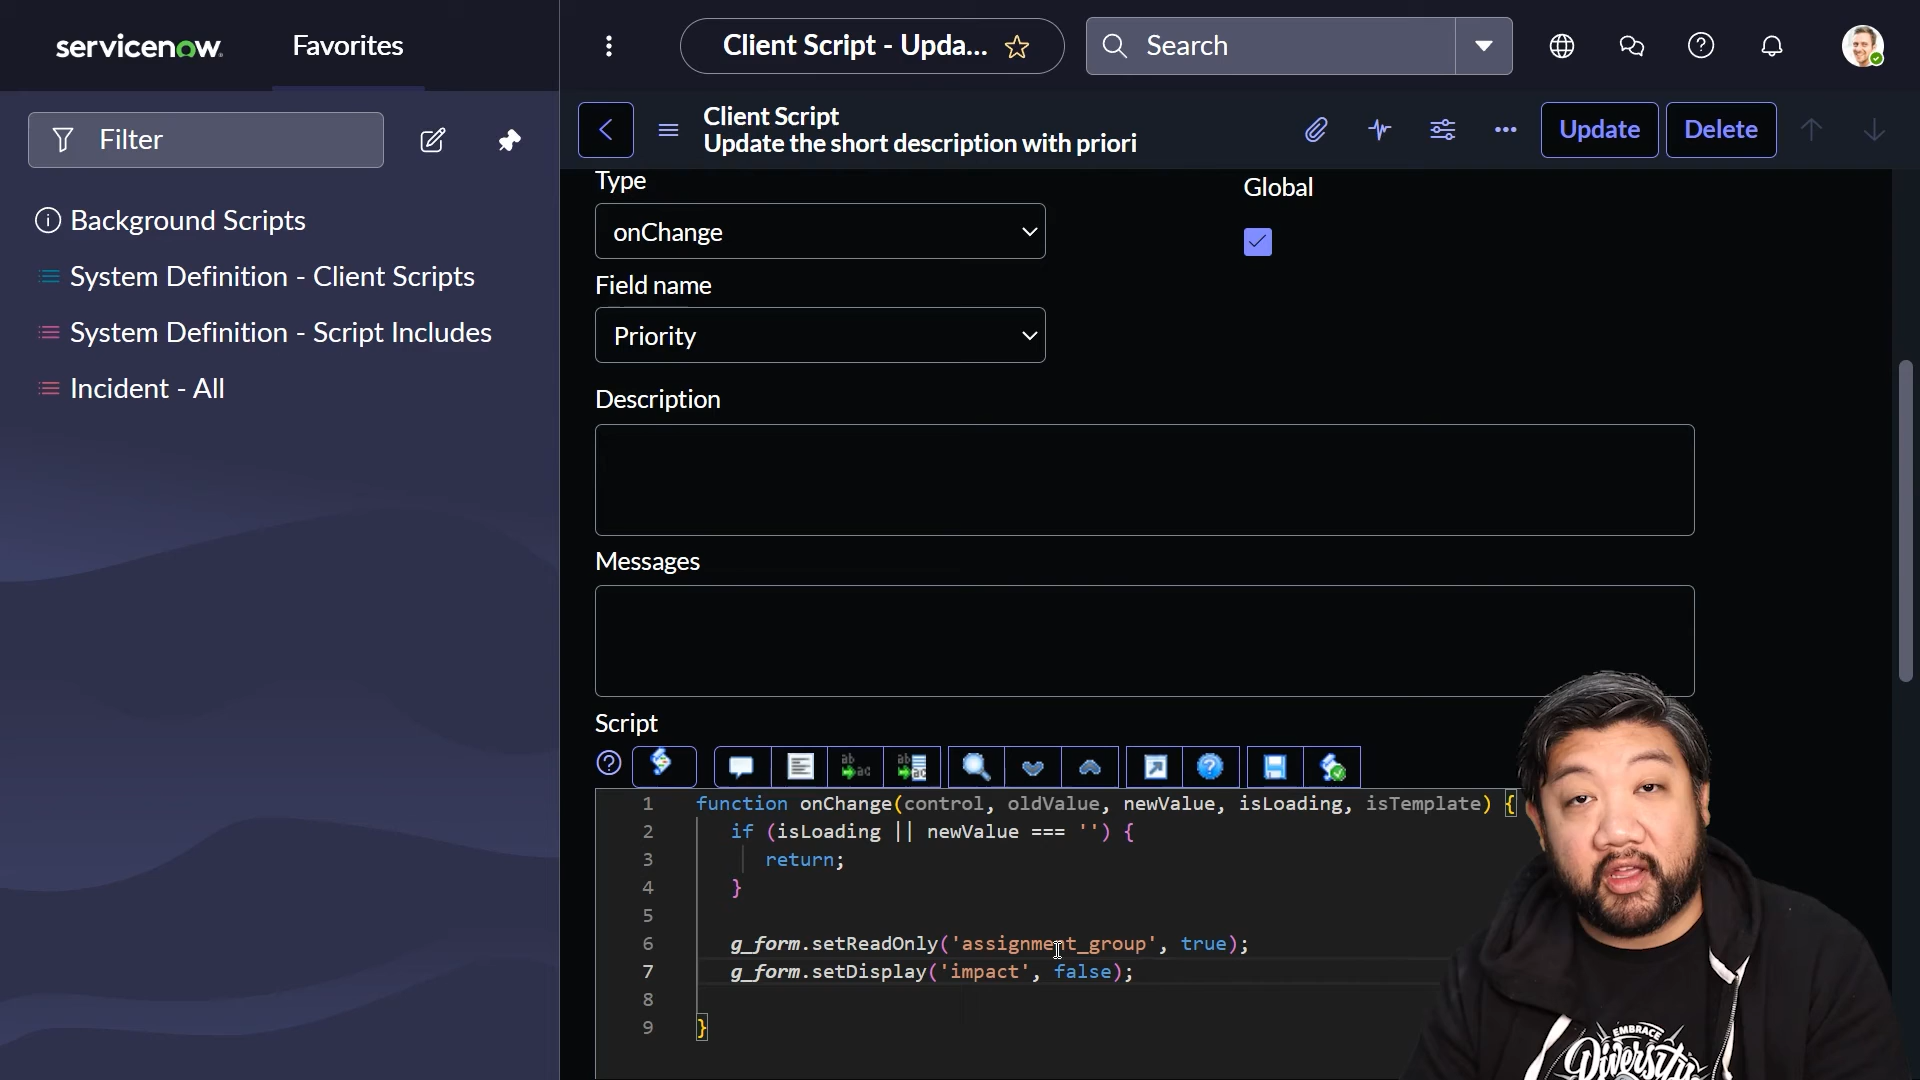 servicenow
Favorites
Client Script - Upda...
Search
Filter
Client Script
Update the short description with priori
Update
Delete
Background Scripts
System Definition - Client Scripts
System Definition - Script Includes
Incident - All
Type
Global
onChange
Field name
Priority
Description
Messages
Script
1 function onChange(control, oldValue, newValue, isLoading, isTemplate) {
2 if (isLoading || newValue === '') {
3 return;
4 }
5
6 g_form.setReadOnly('assignment_group', true);
7 g_form.setDisplay('impact', false);
8
9 }
EMBRACE
Diversity